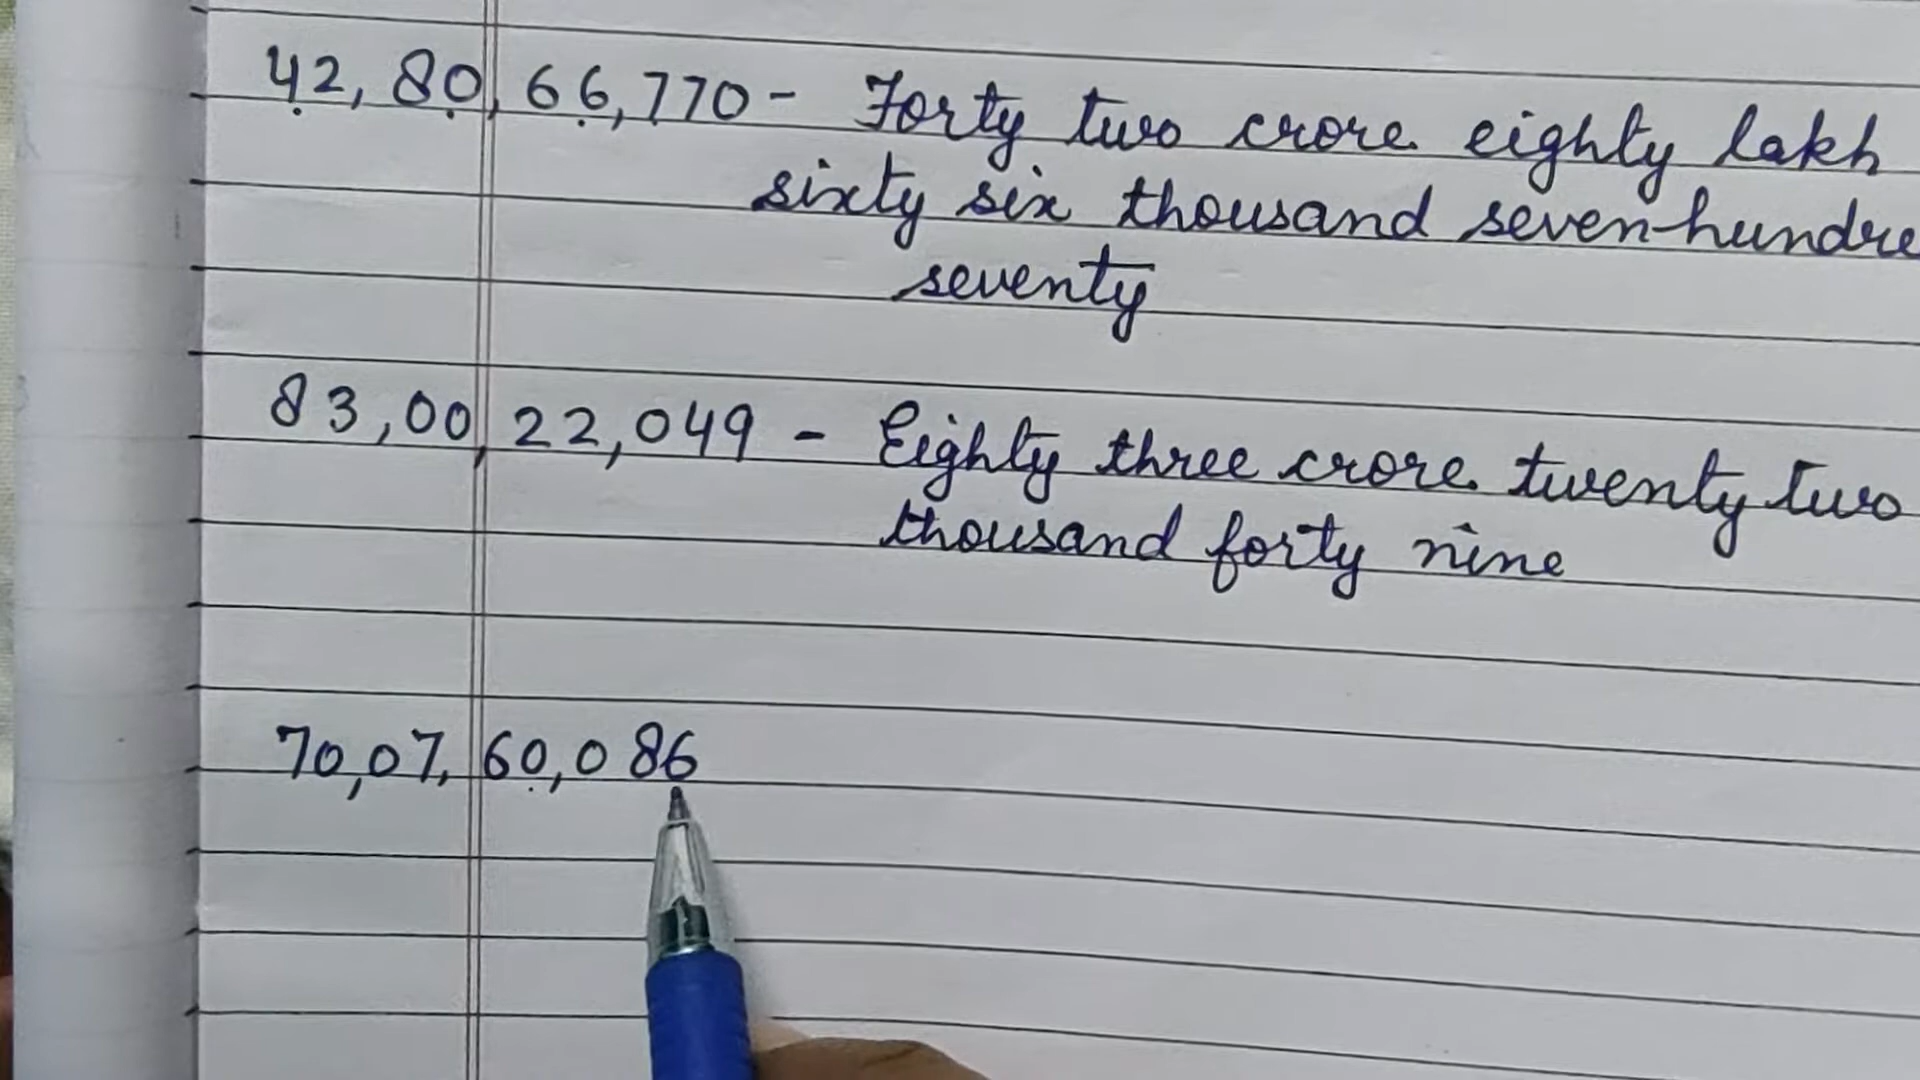 42,80,66,770 - Forty two crore eighty lakh
sixty six thousand seven hundre
seventy
83,00,22,049 - Eighty three crore twenty two
thousand forty nine
70,07,60,086